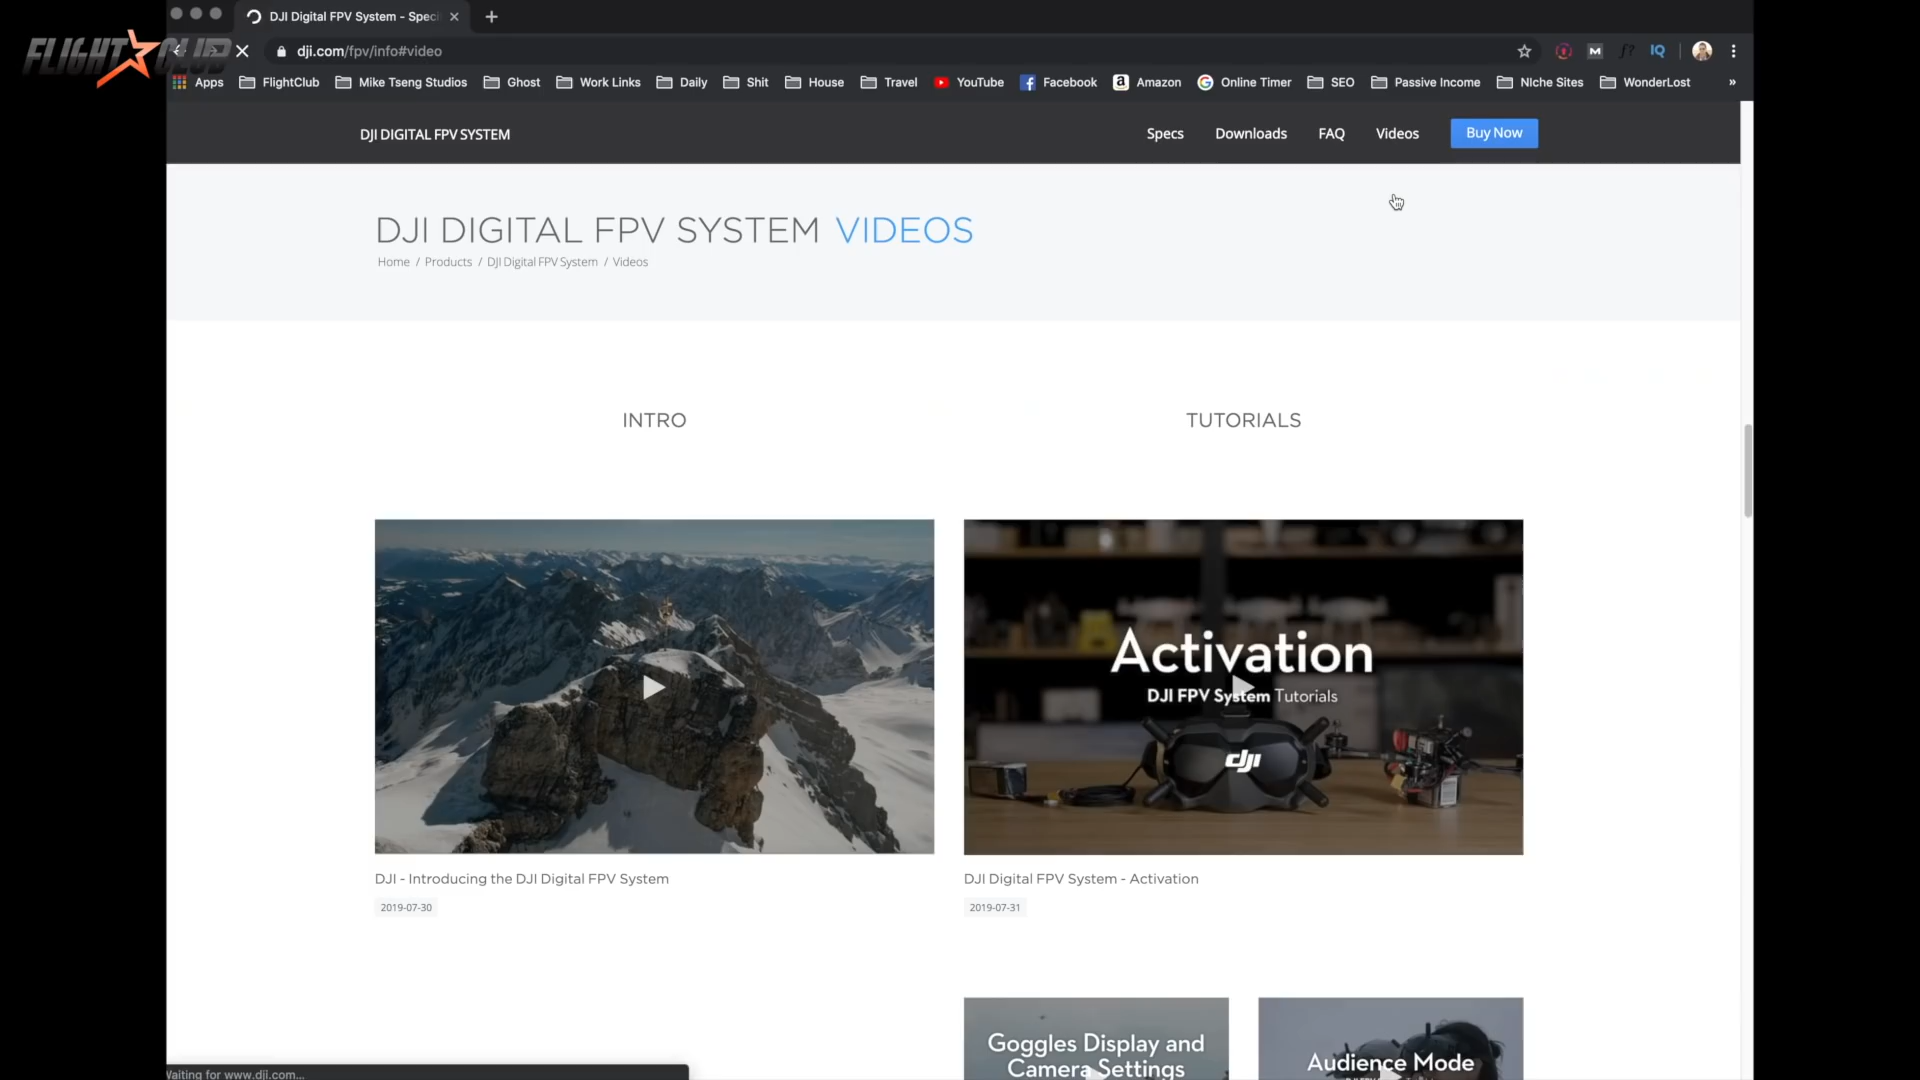 DJI Digital FPV System - Speci
FLIGHT CLUB
dji.com/fpv/info#video
M
f?
IQ
Apps
FlightClub
Mike Tseng Studios
Ghost
Work Links
Daily
Shit
House
Travel
YouTube
Facebook
Amazon
Online Timer
SEO
Passive Income
NIche Sites
WonderLost
»
DJI DIGITAL FPV SYSTEM
Specs
Downloads
FAQ
Videos
Buy Now
DJI DIGITAL FPV SYSTEM VIDEOS
Home / Products / DJI Digital FPV System / Videos
INTRO
TUTORIALS
Activation
DJI FPV System Tutorials
dji
DJI - Introducing the DJI Digital FPV System
2019-07-30
DJI Digital FPV System - Activation
2019-07-31
Goggles Display and
Camera Settings
Audience Mode
Waiting for www.dji.com...